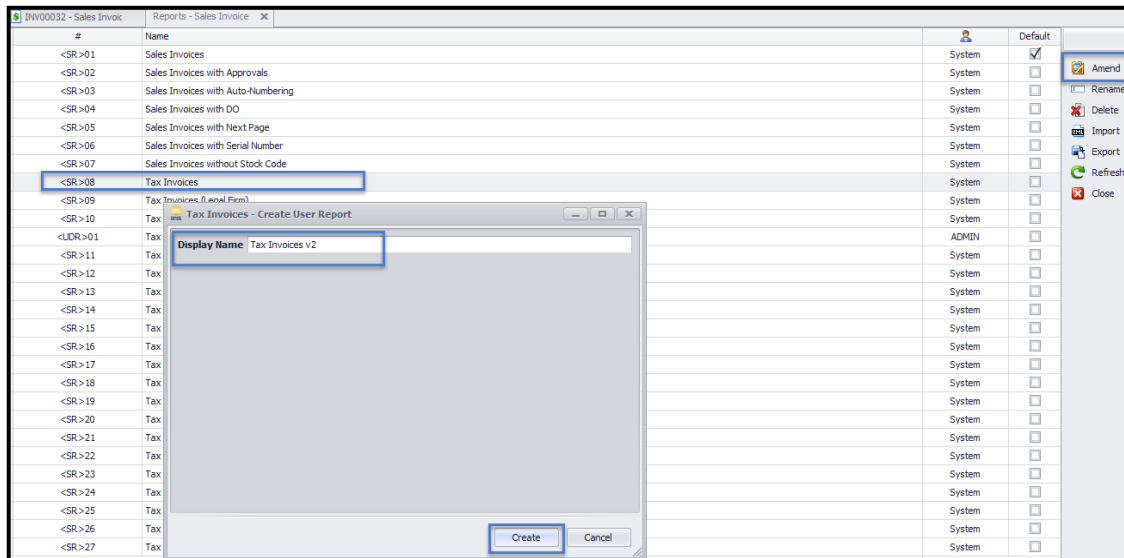 INV00032 - Sales Invoic Reports - Sales Invoice X
# Name Default
<SR>01 Sales Invoices System
<SR>02 Sales Invoices with Approvals System
<SR>03 Sales Invoices with Auto-Numbering System
<SR>04 Sales Invoices with DO System
<SR>05 Sales Invoices with Next Page System
<SR>06 Sales Invoices with Serial Number System
<SR>07 Sales Invoices without Stock Code System
<SR>08 Tax Invoices System
<SR>09 Tax Invoices (Legal Firm) System
<SR>10 Tax System
<UDR>01 Tax ADMIN
<SR>11 Tax System
<SR>12 Tax System
<SR>13 Tax System
<SR>14 Tax System
<SR>15 Tax System
<SR>16 Tax System
<SR>17 Tax System
<SR>18 Tax System
<SR>19 Tax System
<SR>20 Tax System
<SR>21 Tax System
<SR>22 Tax System
<SR>23 Tax System
<SR>24 Tax System
<SR>25 Tax System
<SR>26 Tax System
<SR>27 Tax System
Tax Invoices - Create User Report
Display Name Tax Invoices v2
Create Cancel
Amend
Rename
Delete
Import
Export
Refresh
Close